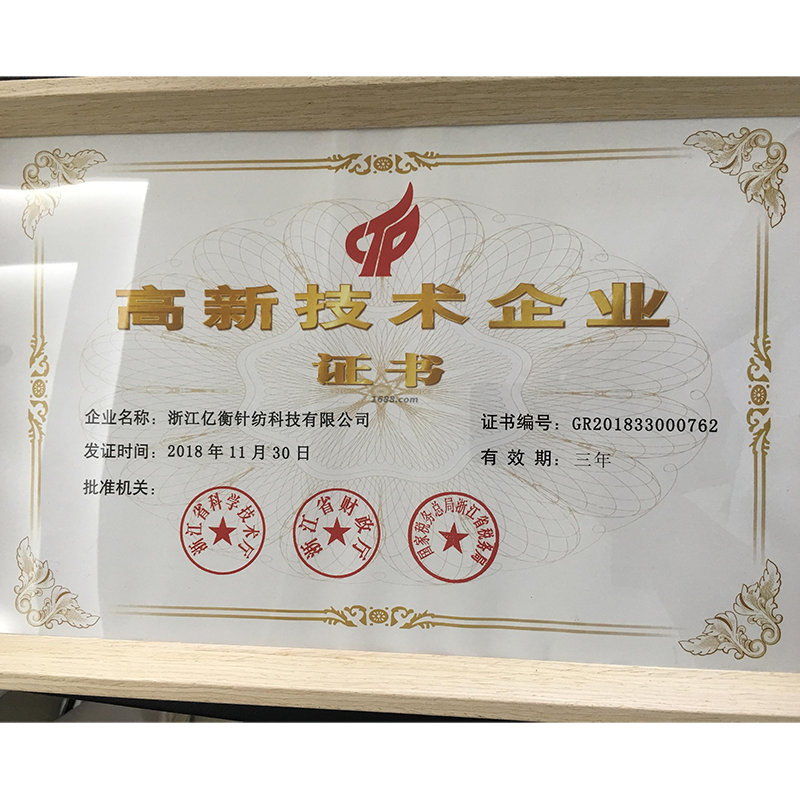 CTP
高新技术企业
证书
1688.com
企业名称：浙江亿衡针纺科技有限公司
证书编号：GR201833000762
发证时间：2018年11月30日
有效期：三年
批准机关：
浙江省科学技术厅
浙江省财政厅
国家税务总局浙江省税务局